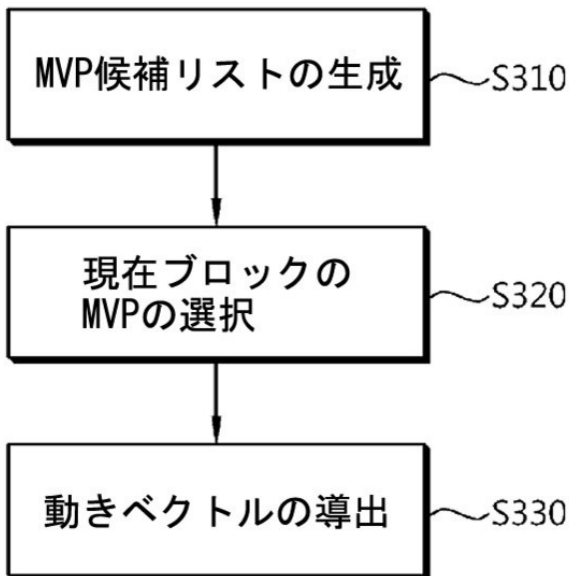 MVP候補リストの生成
S310
現在ブロックの
MVPの選択
S320
動きベクトルの導出
S330